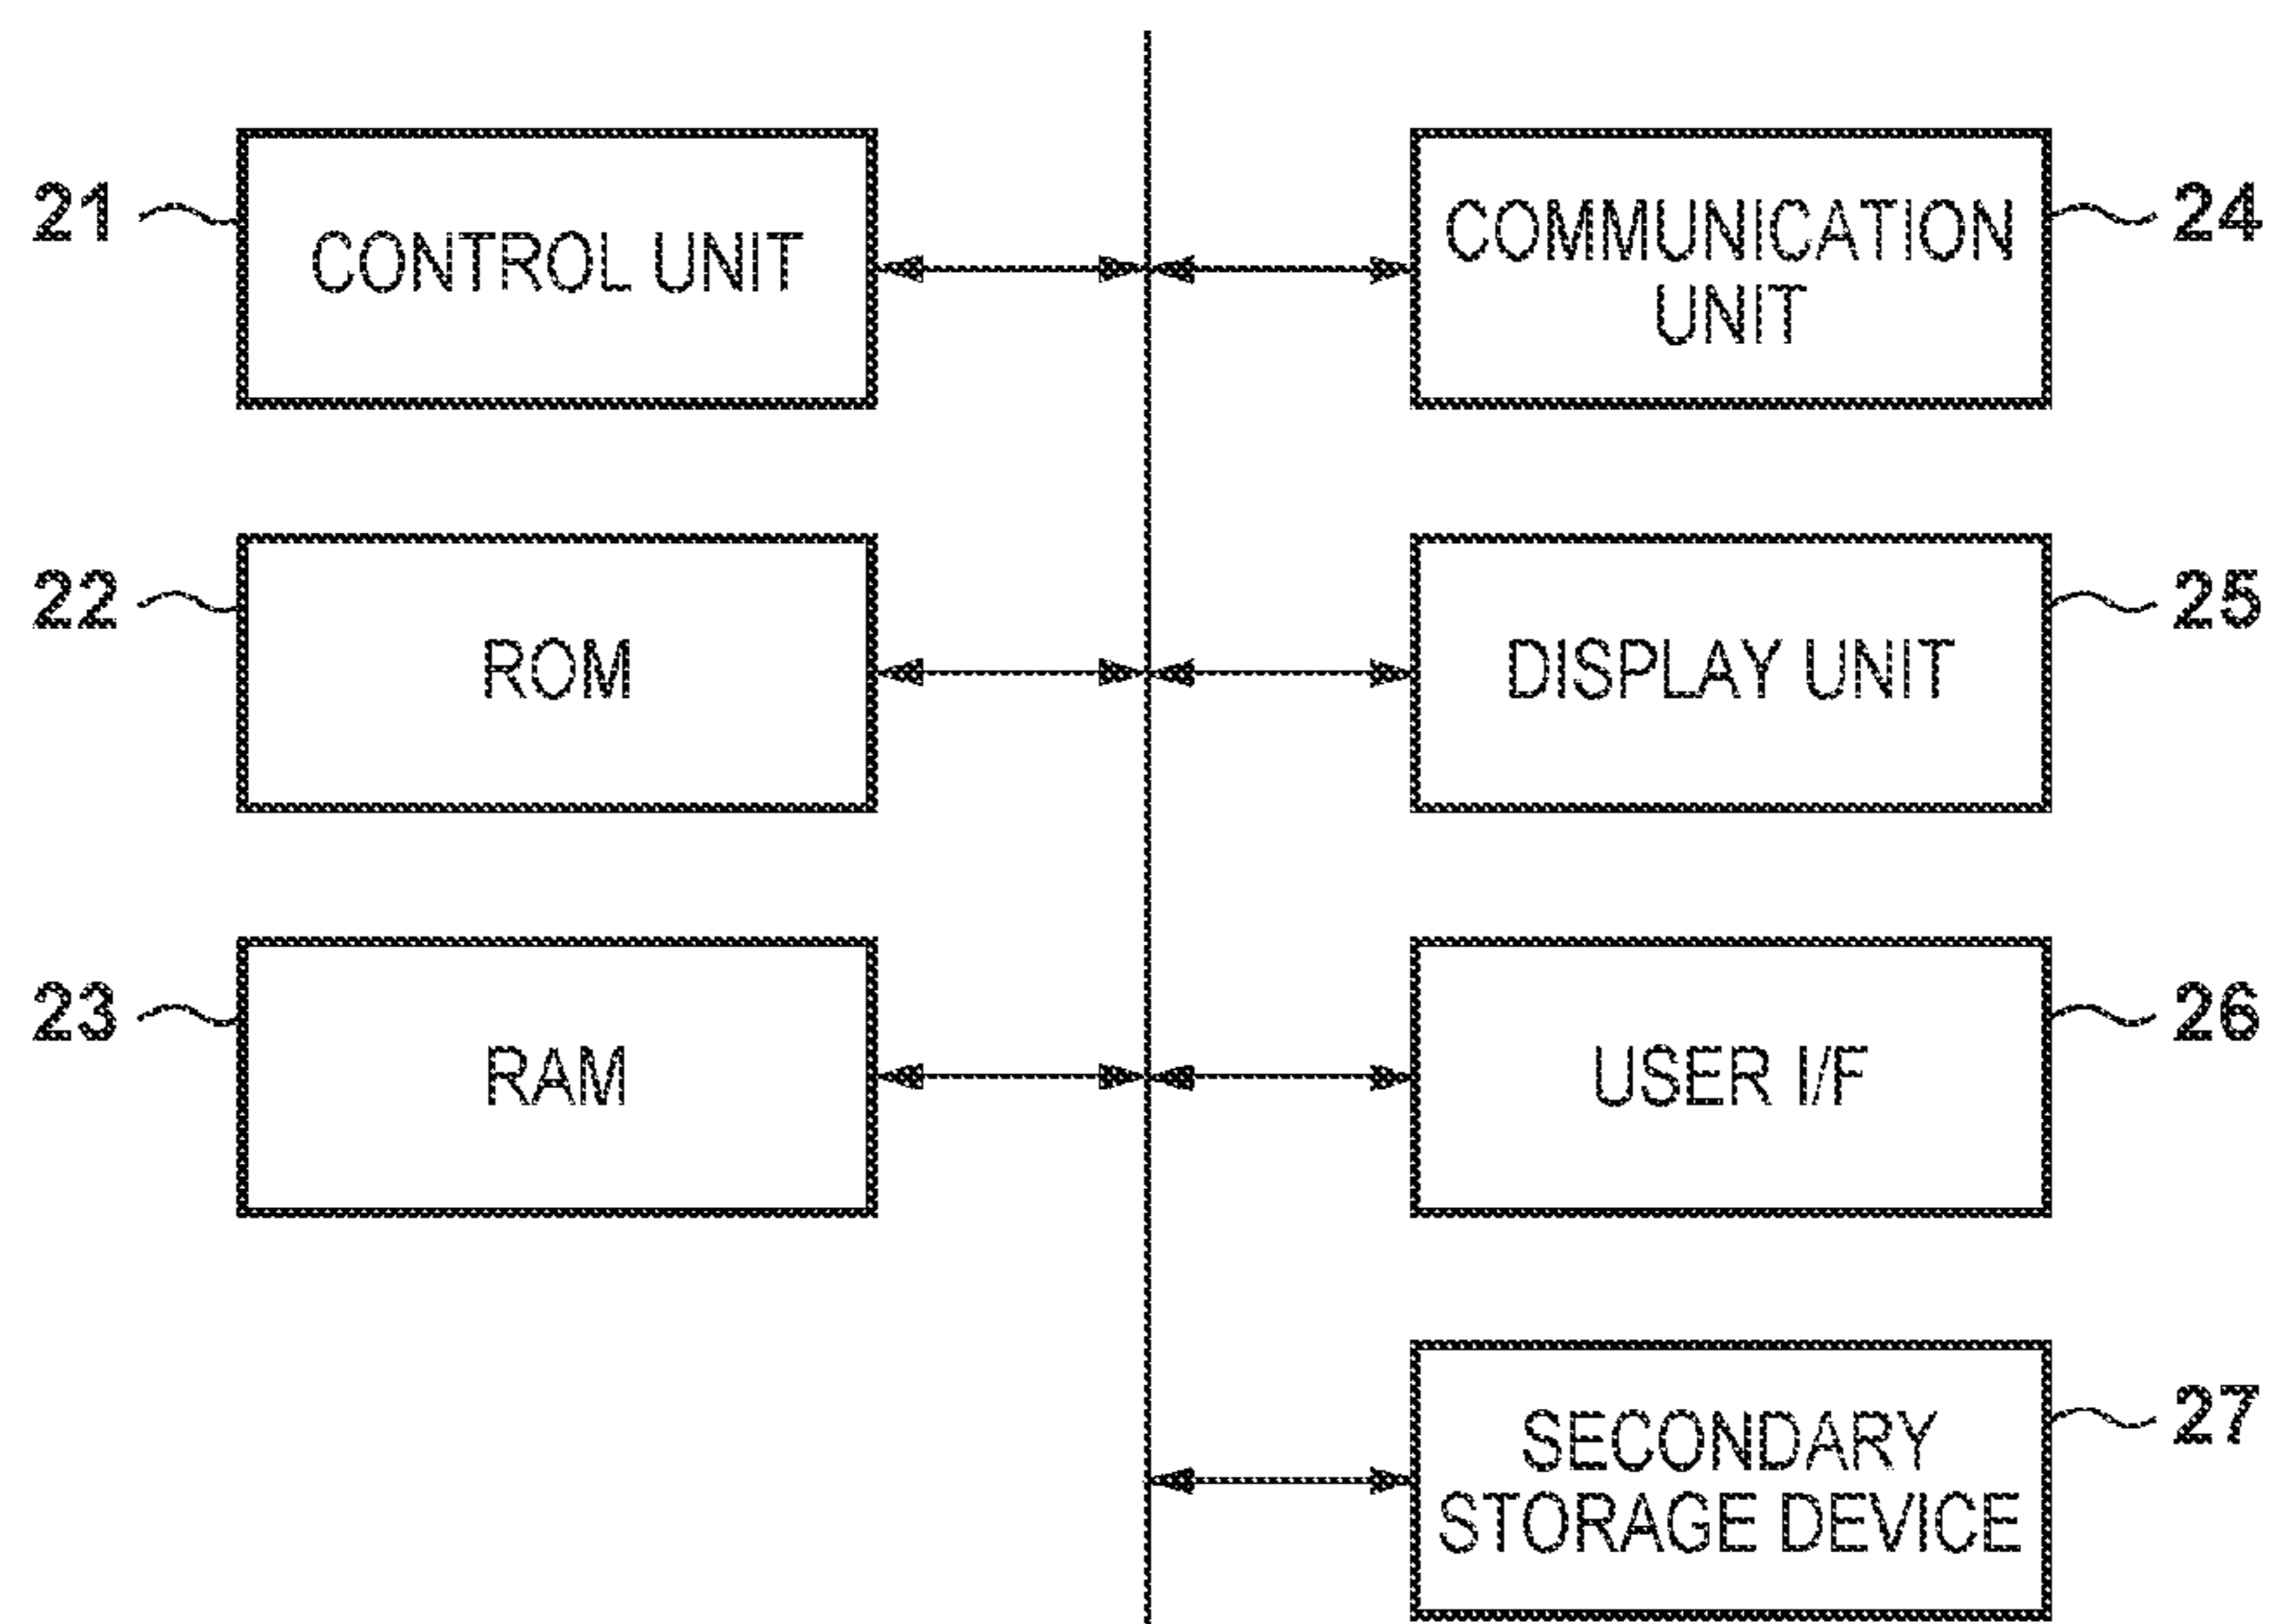 21
CONTROL UNIT
COMMUNICATION
UNIT
24
22
ROM
DISPLAY UNIT
25
23
RAM
USER I/F
26
SECONDARY
STORAGE DEVICE
27